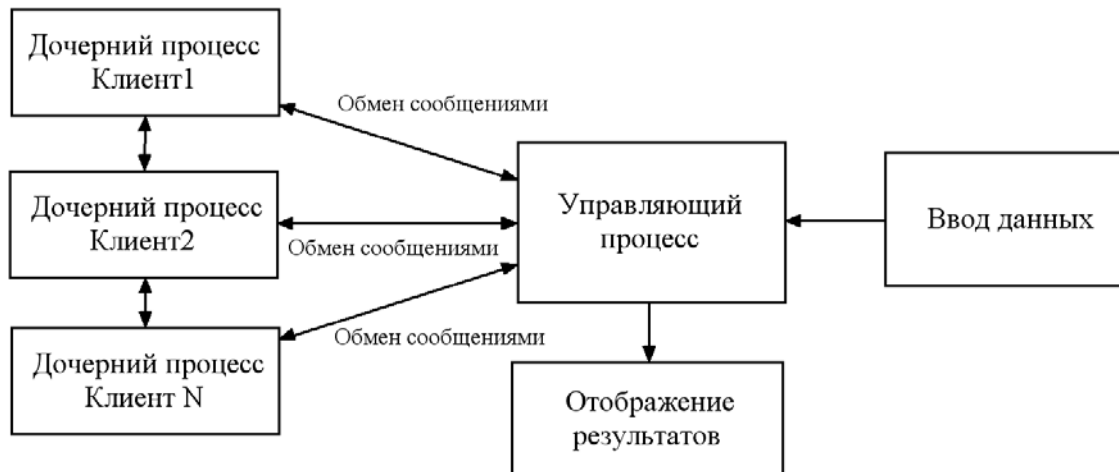 Дочерний процесс
Клиент1
Обмен сообщениями
Дочерний процесс
Клиент2
Обмен сообщениями
Управляющий
процесс
Ввод данных
Дочерний процесс
Клиент N
Обмен сообщениями
Отображение
результатов